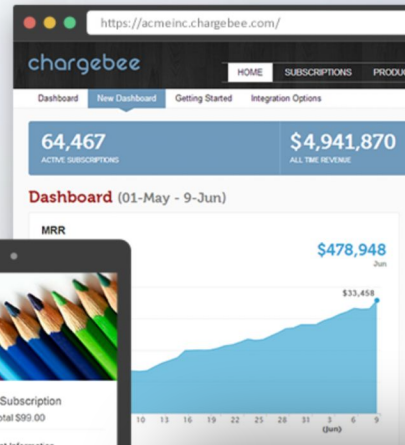 https://acmeinc.chargebee.com/
chargebee
HOME SUBSCRIPTIONS
Dashboard New Dashboard Getting Started Integration Options
64,467 $4,941,870
ACTIVE SUBSCRIPTIONS ALL TIME REVENUE
Dashboard (01-May - 9-Jun)
MRR
$478,948
Jun
$33,458
Subscription
$99.00
10 13 16 19 22 25 28 31 3 6 9
(Jun)